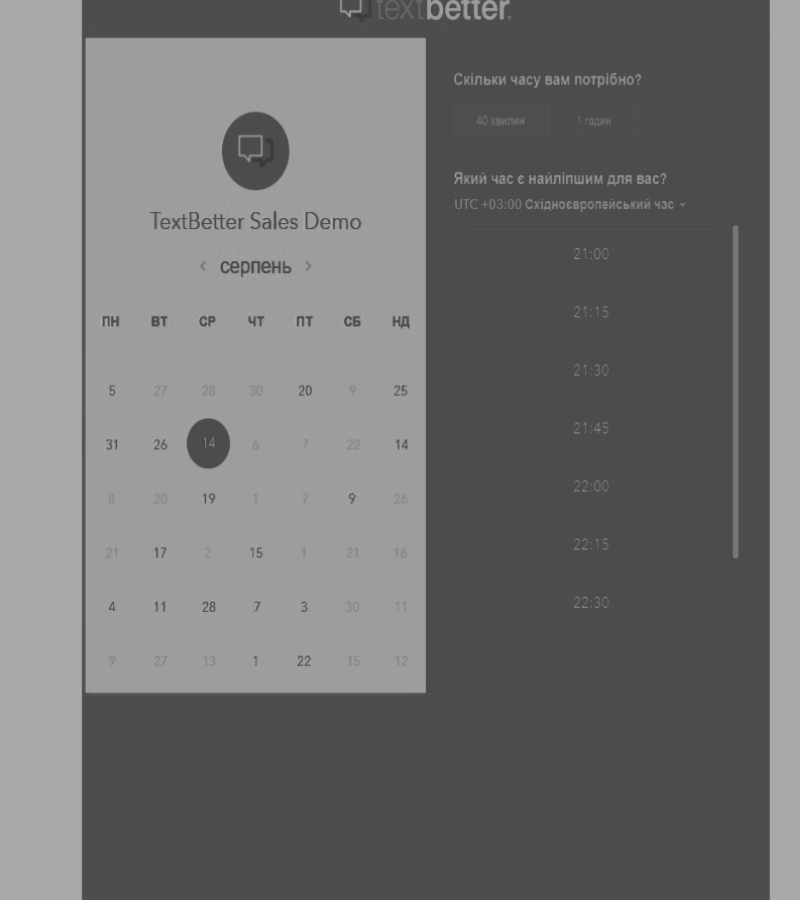 textbetter.
TextBetter Sales Demo
‹ серпень ›
ПН ВТ СР ЧТ ПТ СБ НД
5 27 28 30 20 9 25
31 26 14 6 7 22 14
8 20 19 1 7 9 26
21 17 2 15 1 21 16
4 11 28 7 3 30 11
9 27 13 1 22 15 12
Скільки часу вам потрібно?
40 хвилин 1 годин
Який час є найліпшим для вас?
UTC +03:00 Східноєвропейський час
21:00
21:15
21:30
21:45
22:00
22:15
22:30